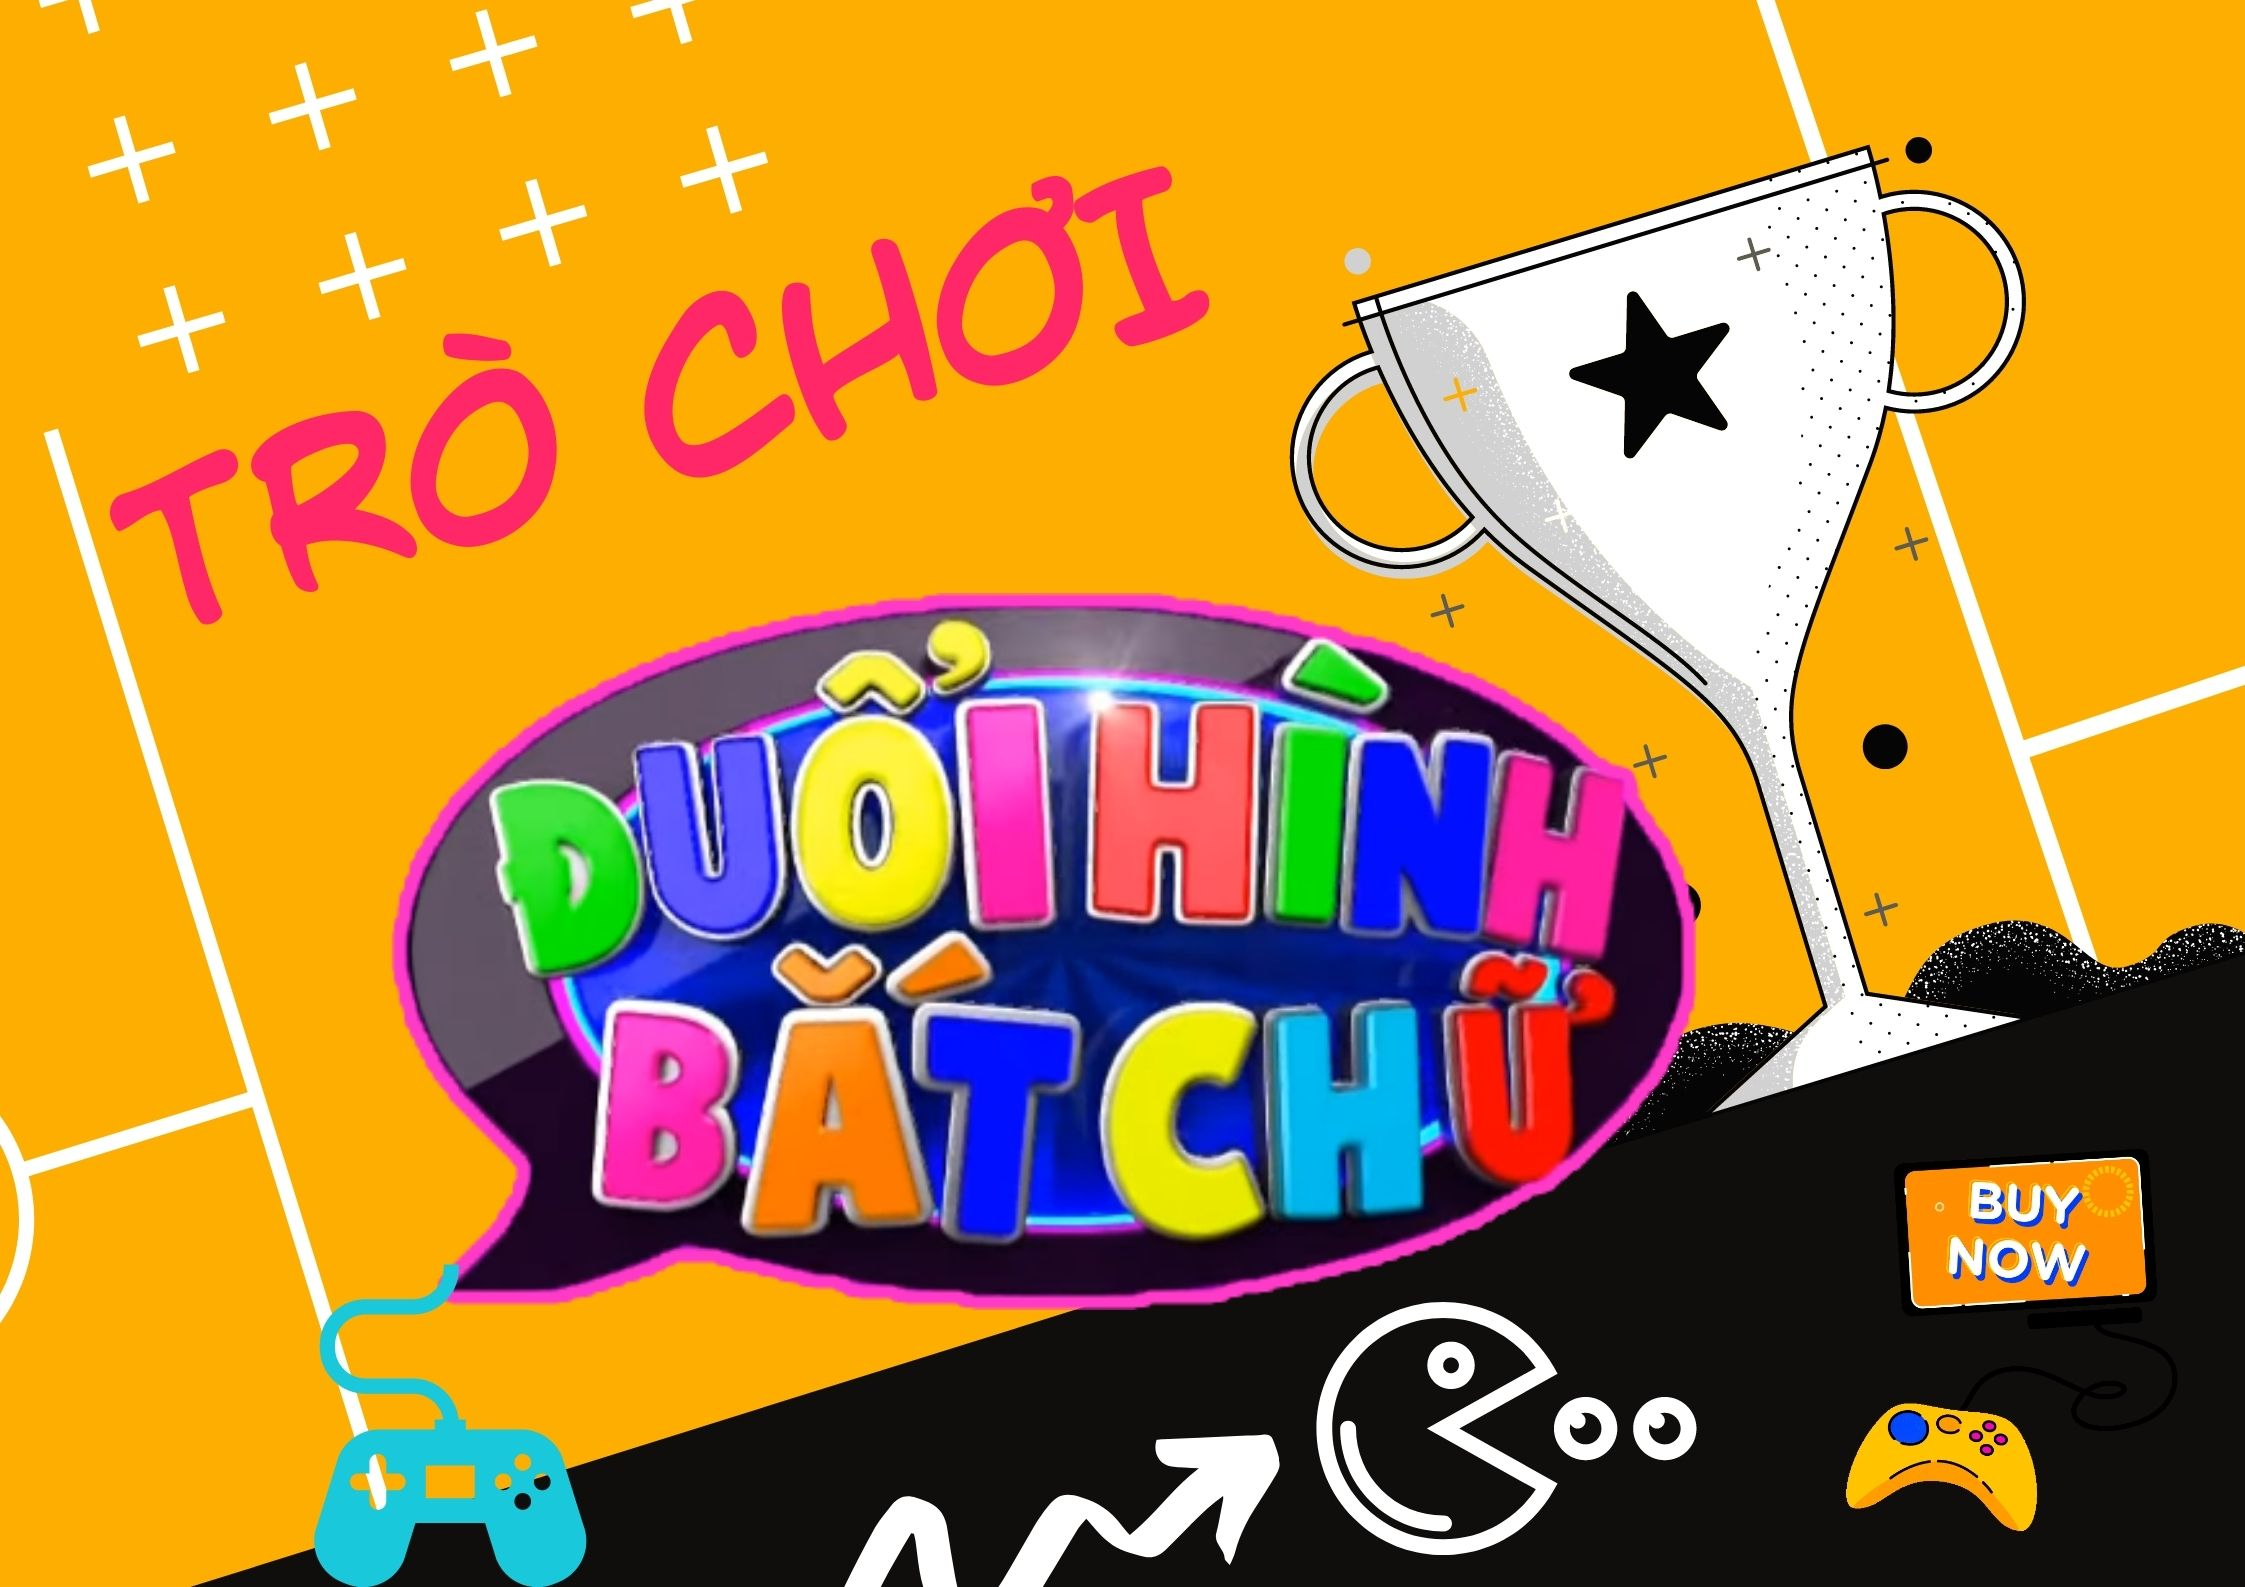 TRÒ CHƠI
ĐUỔI HÌNH
BẮT CHỮ
BUY
NOW